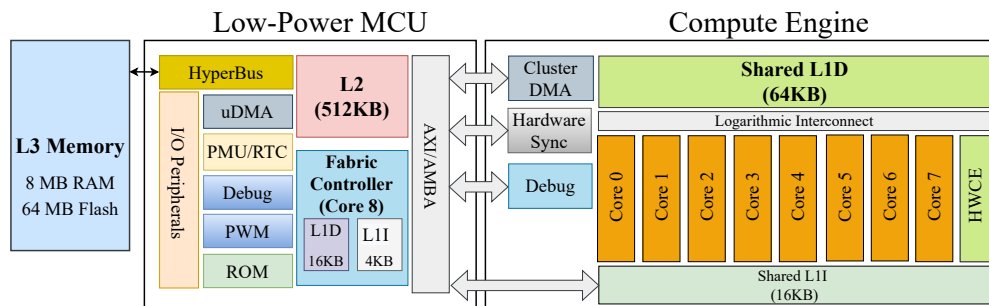 Low-Power MCU
Compute Engine
L3 Memory
8 MB RAM
64 MB Flash
HyperBus
I/O Peripherals
uDMA
PMU/RTC
Debug
PWM
ROM
L2
(512KB)
Fabric
Controller
(Core 8)
L1D
16KB
L1I
4KB
AXI/AMBA
Cluster
DMA
Hardware
Sync
Debug
Shared L1D
(64KB)
Logarithmic Interconnect
Core 0
Core 1
Core 2
Core 3
Core 4
Core 5
Core 6
Core 7
HWCE
Shared L1I
(16KB)